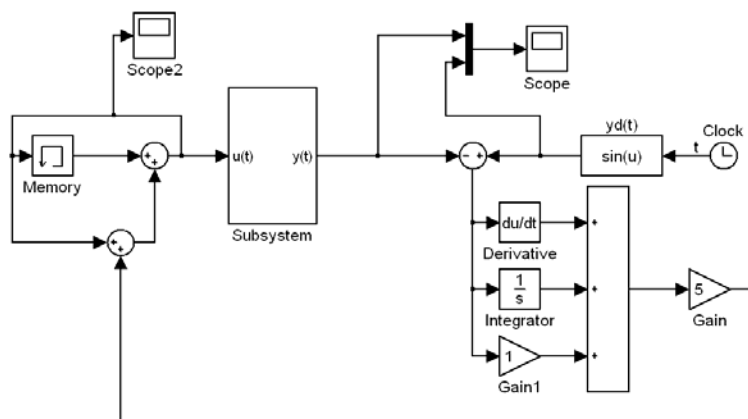 Scope2
Scope
yd(t)
Clock
t
sin(u)
u(t)
y(t)
- +
+ +
Memory
Subsystem
+ +
du/dt
+
Derivative
1
s
+
5
Integrator
Gain
1
+
Gain1